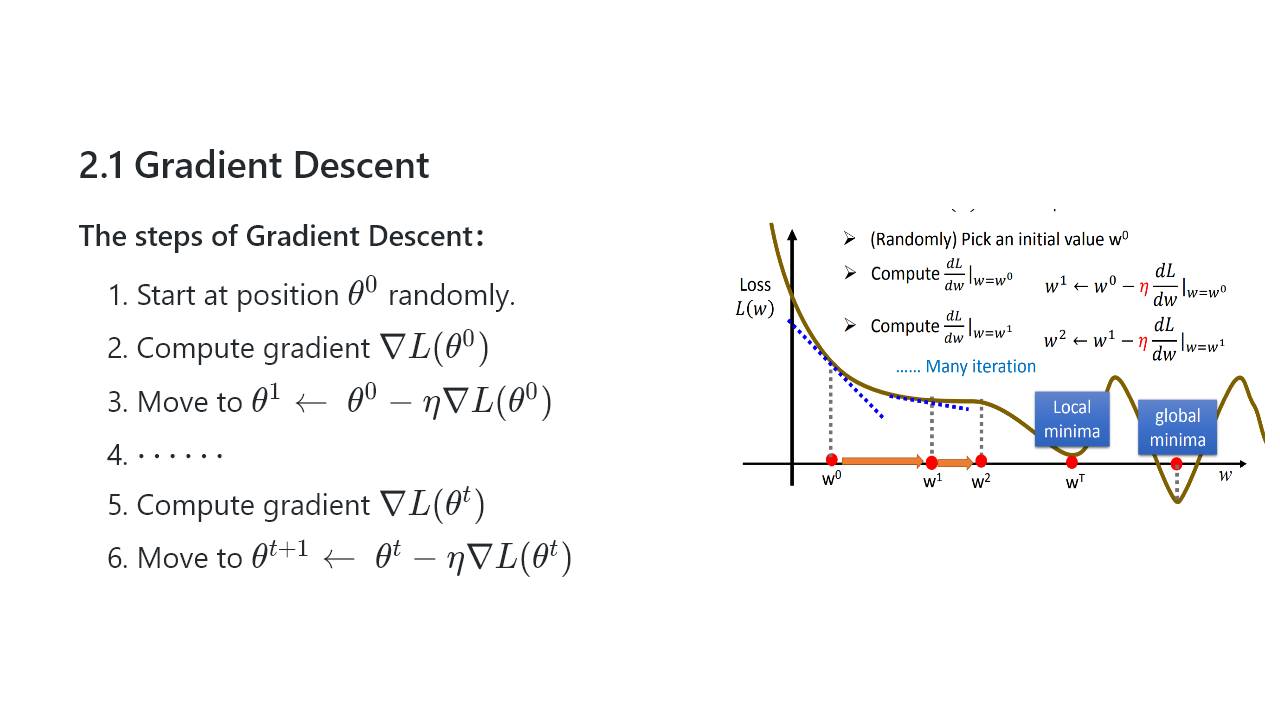 2.1 Gradient Descent
The steps of Gradient Descent：
1. Start at position θ⁰ randomly.
2. Compute gradient ∇L(θ⁰)
3. Move to θ¹ ← θ⁰ − η∇L(θ⁰)
4. ······
5. Compute gradient ∇L(θᵗ)
6. Move to θᵗ⁺¹ ← θᵗ − η∇L(θᵗ)
➢ (Randomly) Pick an initial value w⁰
➢ Compute dL/dw|w=w⁰
w¹ ← w⁰ − η dL/dw|w=w⁰
➢ Compute dL/dw|w=w¹
w² ← w¹ − η dL/dw|w=w¹
...... Many iteration
Loss
L(w)
Local
minima
global
minima
w⁰
w¹
w²
wᵀ
w